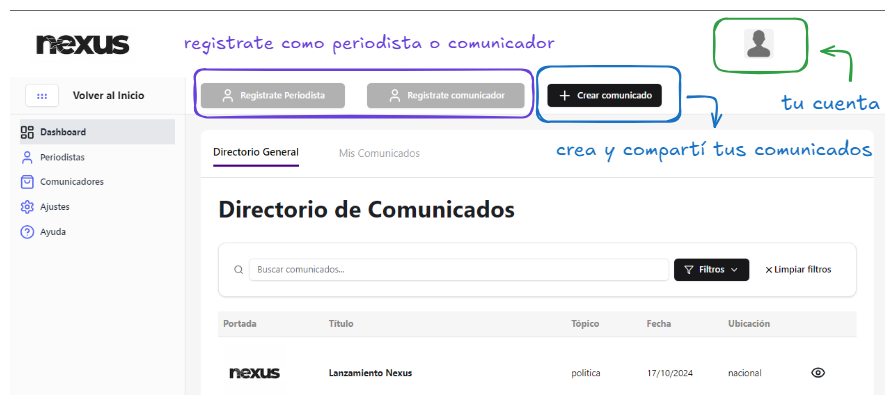 nexus
registrate como periodista o comunicador
Volver al Inicio
Registrate Periodista
Registrate comunicador
Crear comunicado
tu cuenta
crea y compartí tus comunicados
Dashboard
Periodistas
Comunicadores
Ajustes
Ayuda
Directorio General
Mis Comunicados
Directorio de Comunicados
Buscar comunicados...
Filtros
Limpiar filtros
Portada Título Tópico Fecha Ubicación
nexus Lanzamiento Nexus politica 17/10/2024 nacional